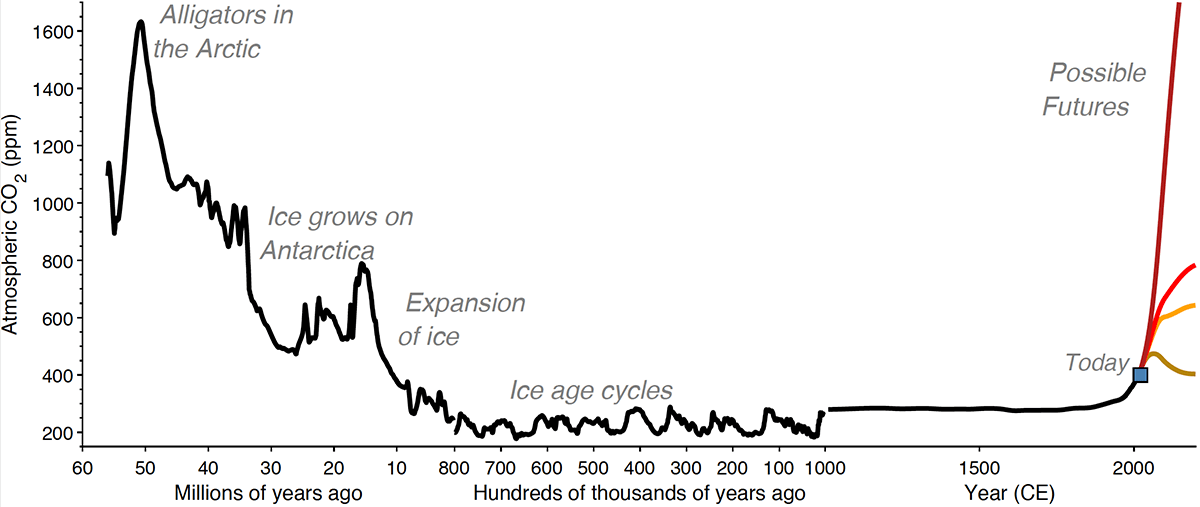 Alligators in
the Arctic
Ice grows on
Antarctica
Expansion
of ice
Ice age cycles
Possible
Futures
Today
Atmospheric CO2 (ppm)
1600
1400
1200
1000
800
600
400
200
60 50 40 30 20 10 800 700 600 500 400 300 200 100 1000 1500 2000
Millions of years ago Hundreds of thousands of years ago Year (CE)